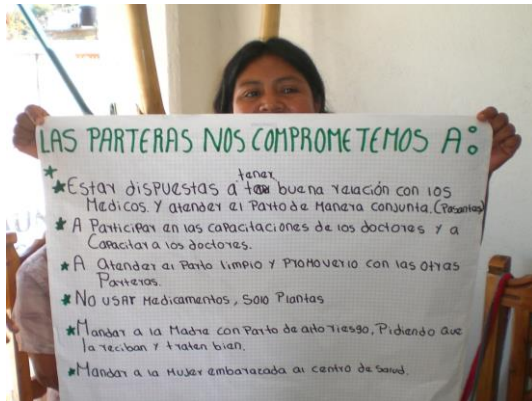 LAS PARTERAS NOS COMPROMETEMOS A:
tener
Estar dispuestas a buena relación con los
Medicos. Y atender el Parto de Manera conjunta. (Pasantes)
A Participar en las capacitaciones de los doctores y a
Capacitar a los doctores.
A atender el Parto limpio y Promoverlo con las otras
Parteras.
No usar Medicamentos, Solo Plantas
Mandar a la Madre con Parto de alto riesgo, Pidiendo que
la reciban y traten bien.
Mandar a la Mujer embarazada al centro de Salud.